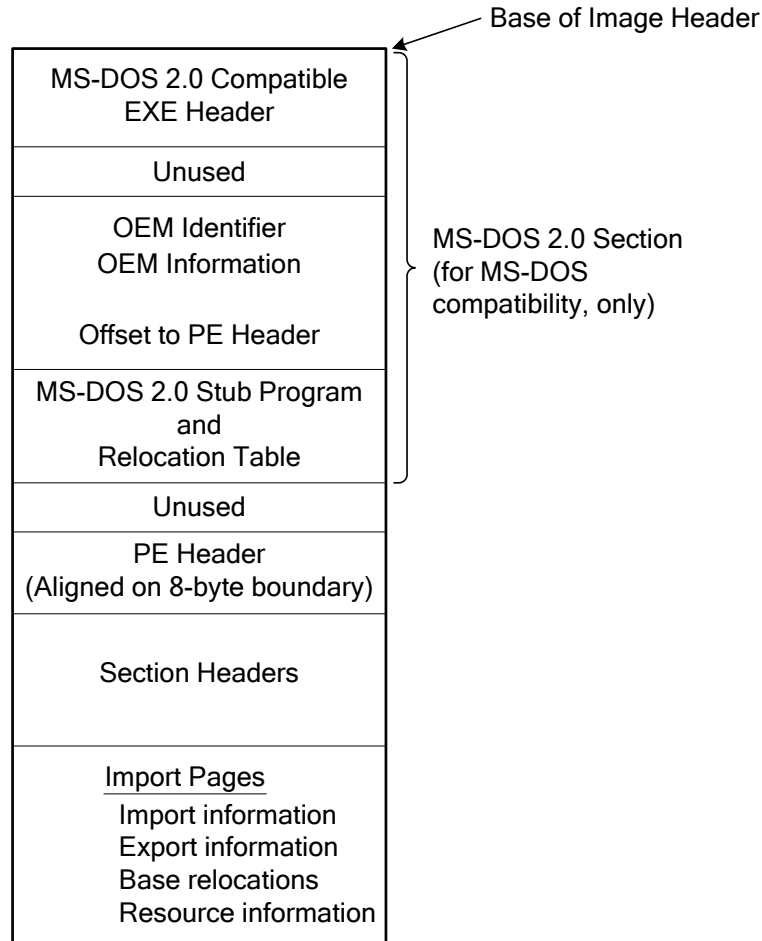 Base of Image Header
MS-DOS 2.0 Compatible
EXE Header
Unused
OEM Identifier
OEM Information
Offset to PE Header
MS-DOS 2.0 Section
(for MS-DOS
compatibility, only)
MS-DOS 2.0 Stub Program
and
Relocation Table
Unused
PE Header
(Aligned on 8-byte boundary)
Section Headers
Import Pages
Import information
Export information
Base relocations
Resource information